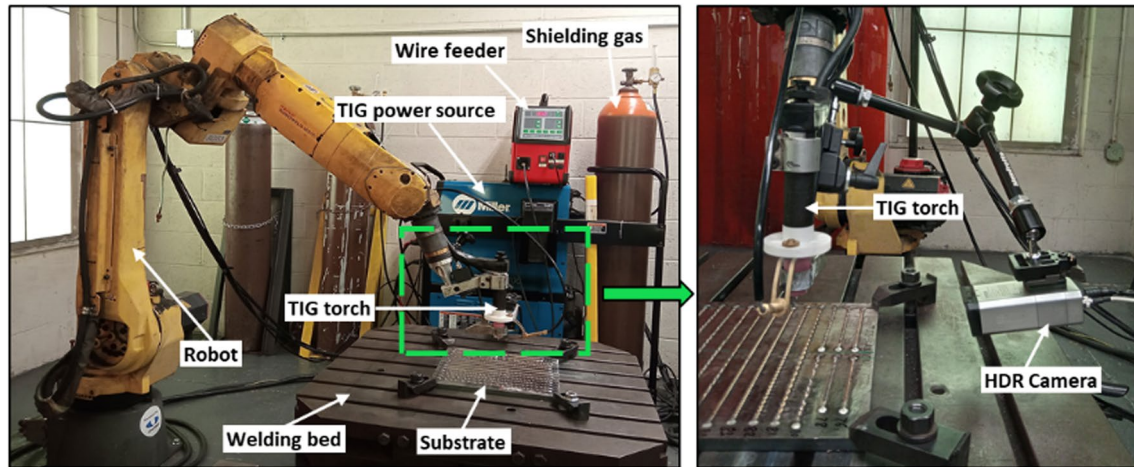 Wire feeder
Shielding gas
TIG power source
Miller
TIG torch
Robot
Welding bed
Substrate
TIG torch
HDR Camera